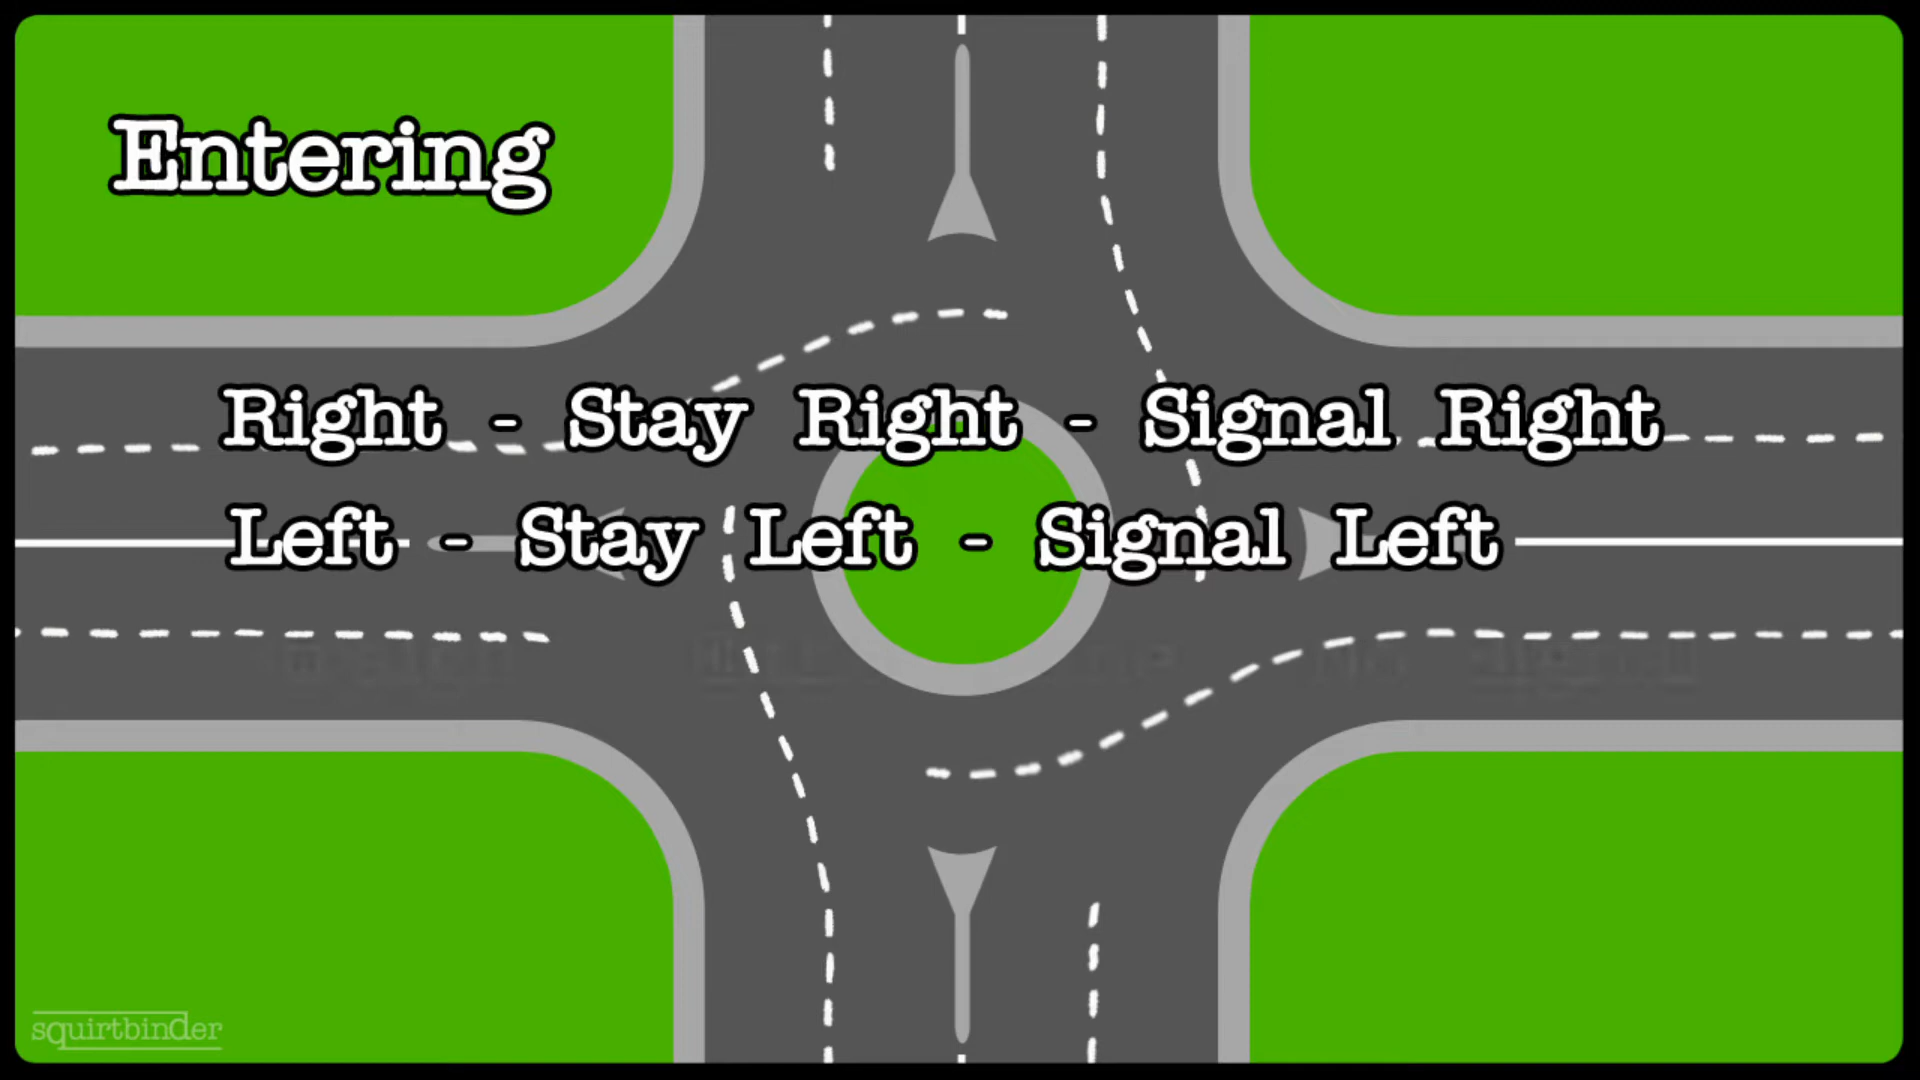 Entering
Right - Stay Right - Signal Right
Left - Stay Left - Signal Left
squirtbinder